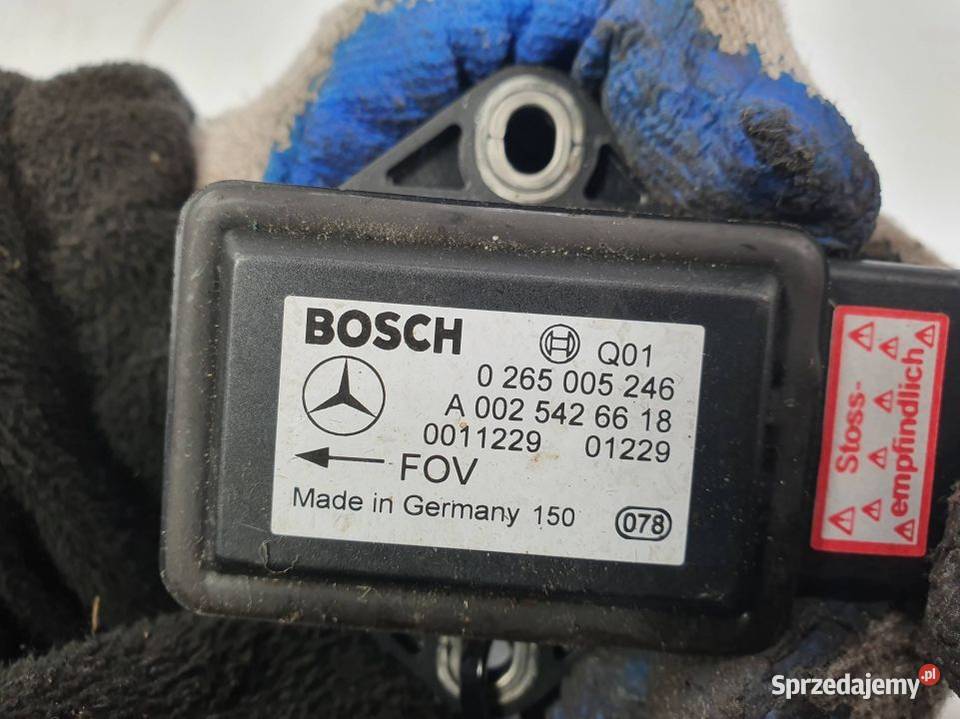 BOSCH
Q01
0 265 005 246
A 002 542 66 18
0011229 01229
← FOV
Made in Germany 150
078
Stoss-
empfindlich
Sprzedajemy.pl